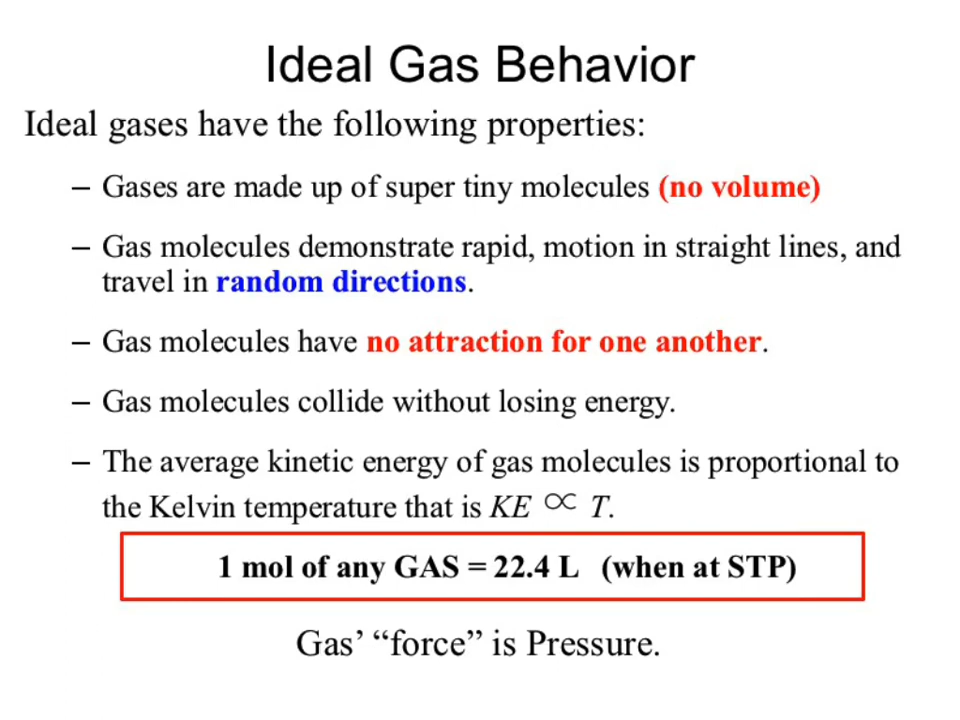 Ideal Gas Behavior
Ideal gases have the following properties:
– Gases are made up of super tiny molecules (no volume)
– Gas molecules demonstrate rapid, motion in straight lines, and
travel in random directions.
– Gas molecules have no attraction for one another.
– Gas molecules collide without losing energy.
– The average kinetic energy of gas molecules is proportional to
the Kelvin temperature that is KE ∝ T.
1 mol of any GAS = 22.4 L (when at STP)
Gas’ “force” is Pressure.